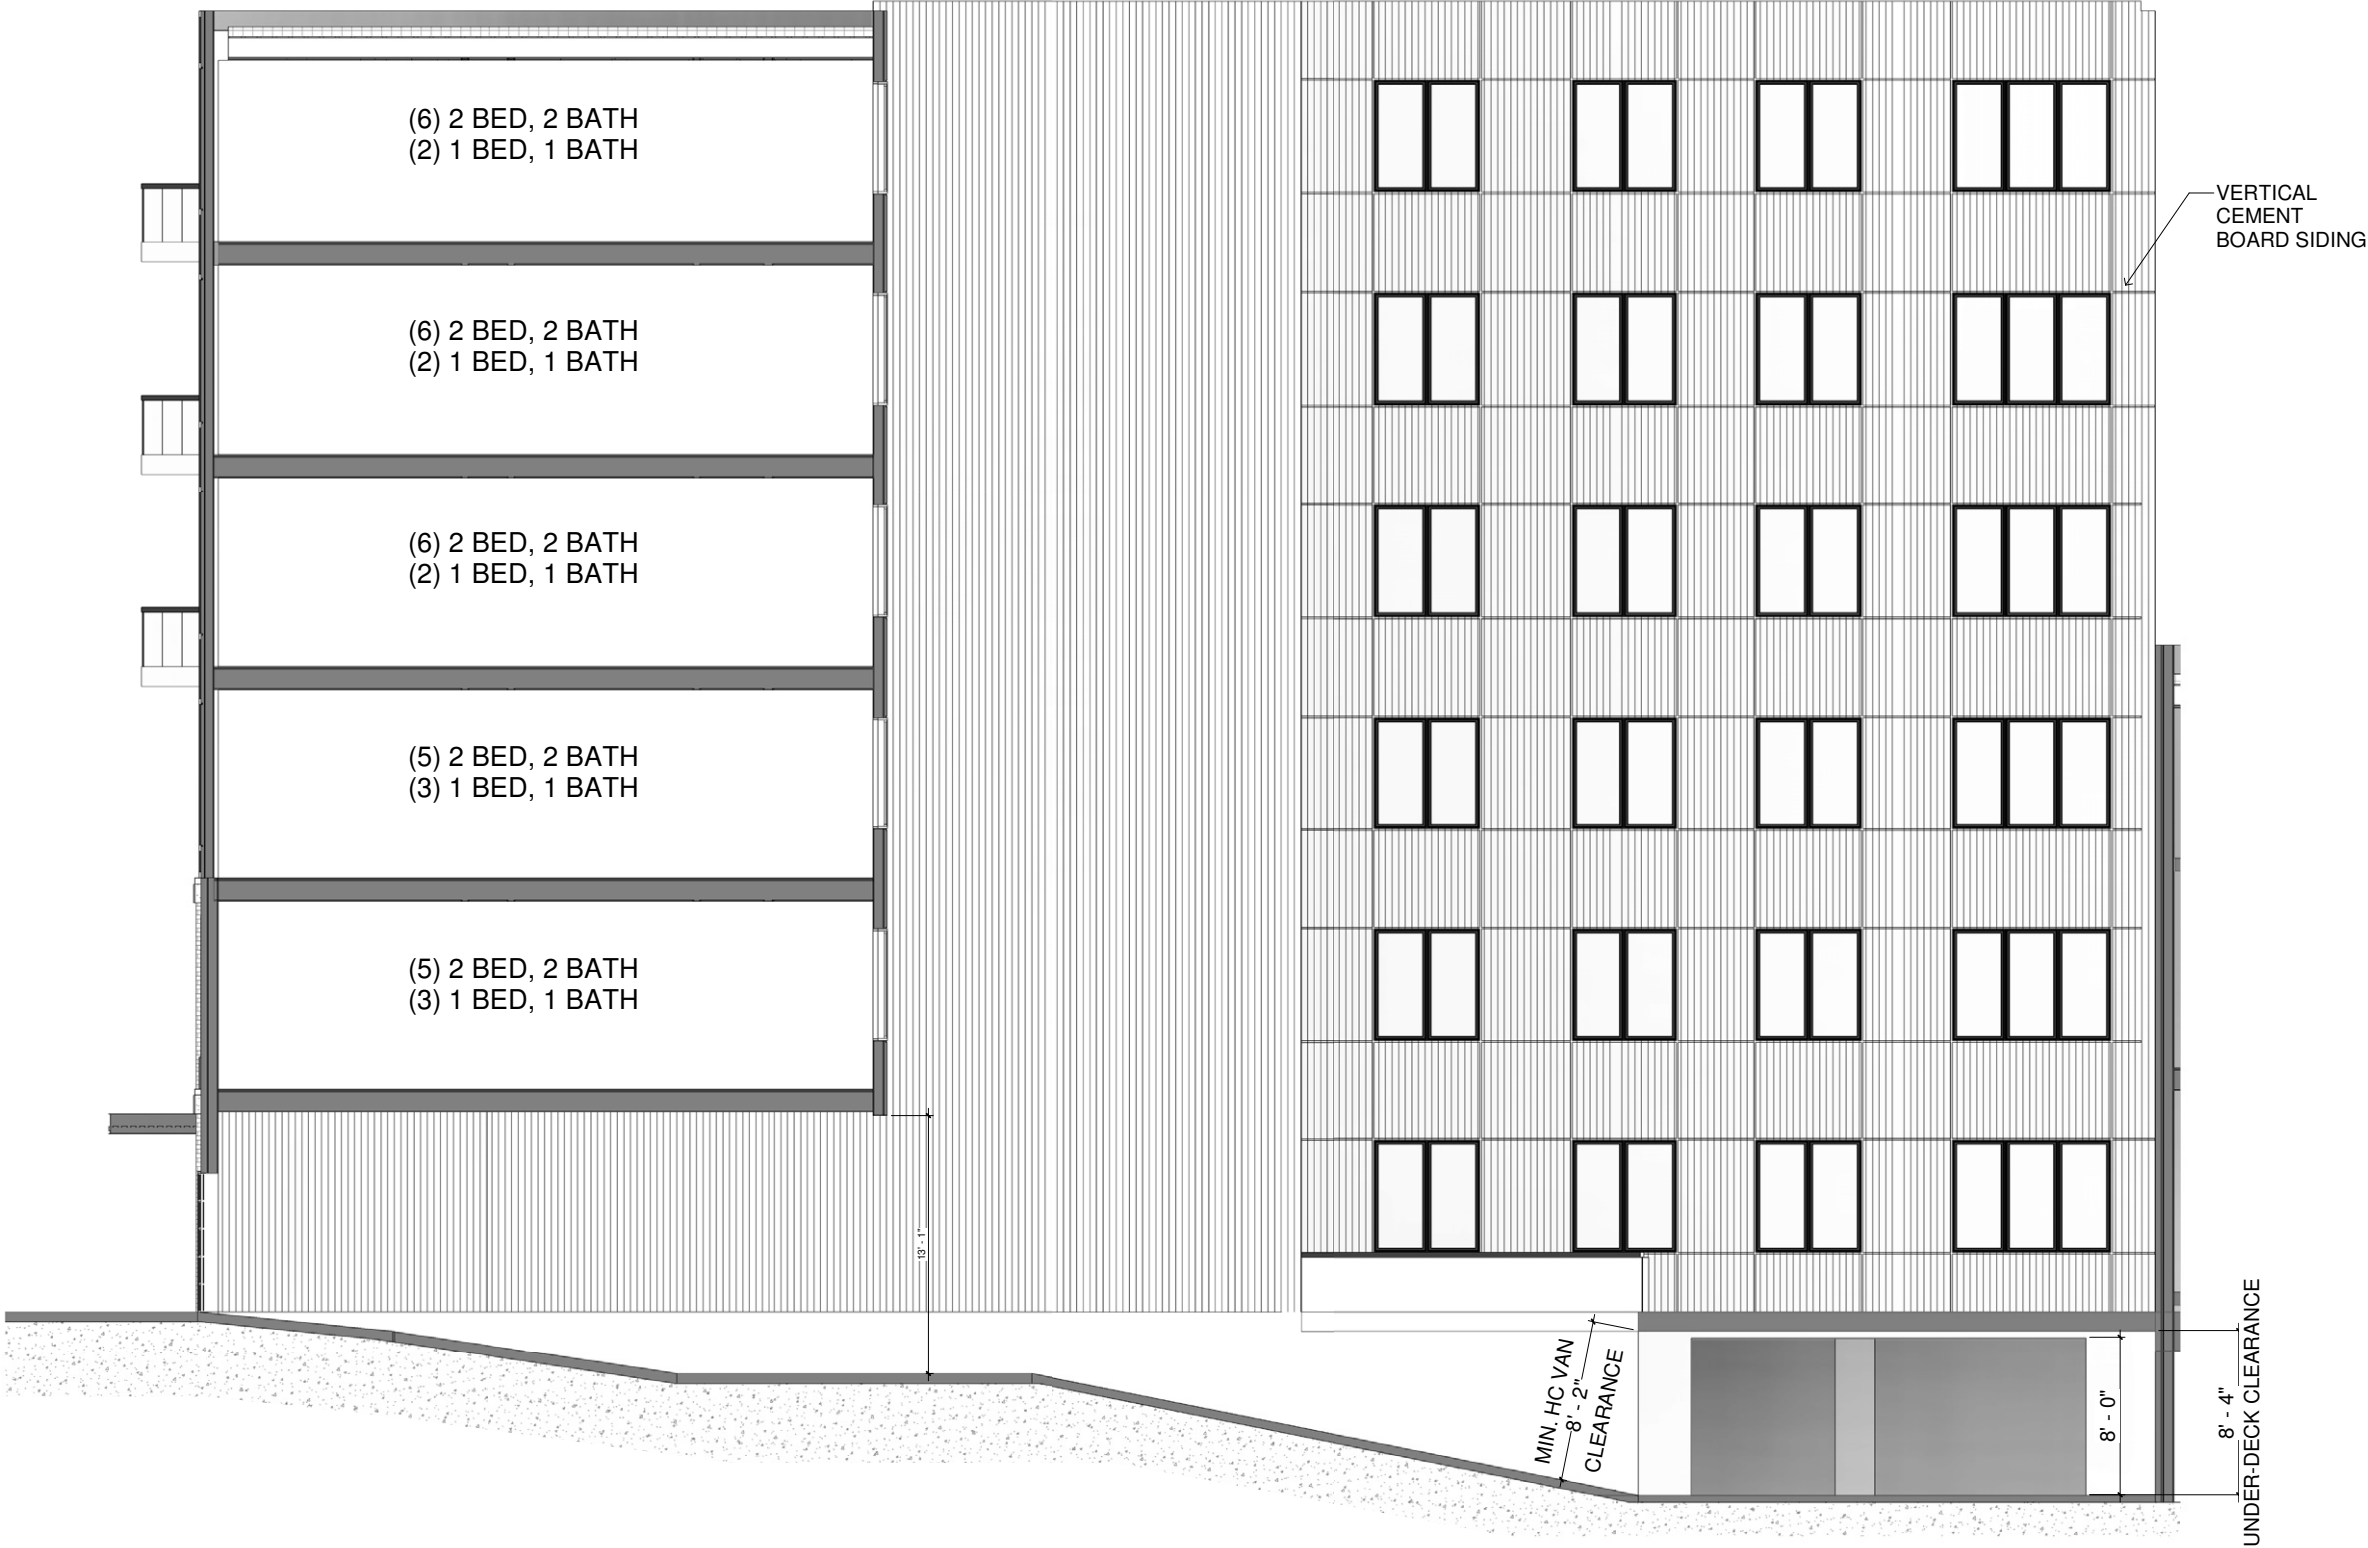 (6) 2 BED, 2 BATH
(2) 1 BED, 1 BATH
VERTICAL
CEMENT
BOARD SIDING
(6) 2 BED, 2 BATH
(2) 1 BED, 1 BATH
(6) 2 BED, 2 BATH
(2) 1 BED, 1 BATH
(5) 2 BED, 2 BATH
(3) 1 BED, 1 BATH
(5) 2 BED, 2 BATH
(3) 1 BED, 1 BATH
13' - 1"
MIN. HC VAN
8' - 2"
CLEARANCE
8' - 0"
8' - 4"
UNDER-DECK CLEARANCE